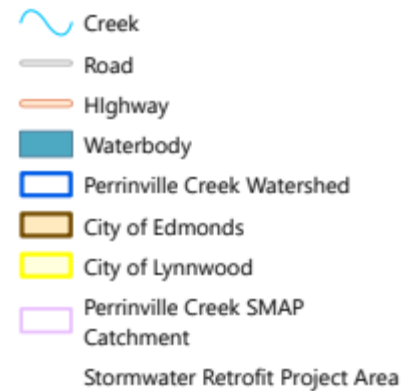 Creek
Road
HIghway
Waterbody
Perrinville Creek Watershed
City of Edmonds
City of Lynnwood
Perrinville Creek SMAP
Catchment
Stormwater Retrofit Project Area